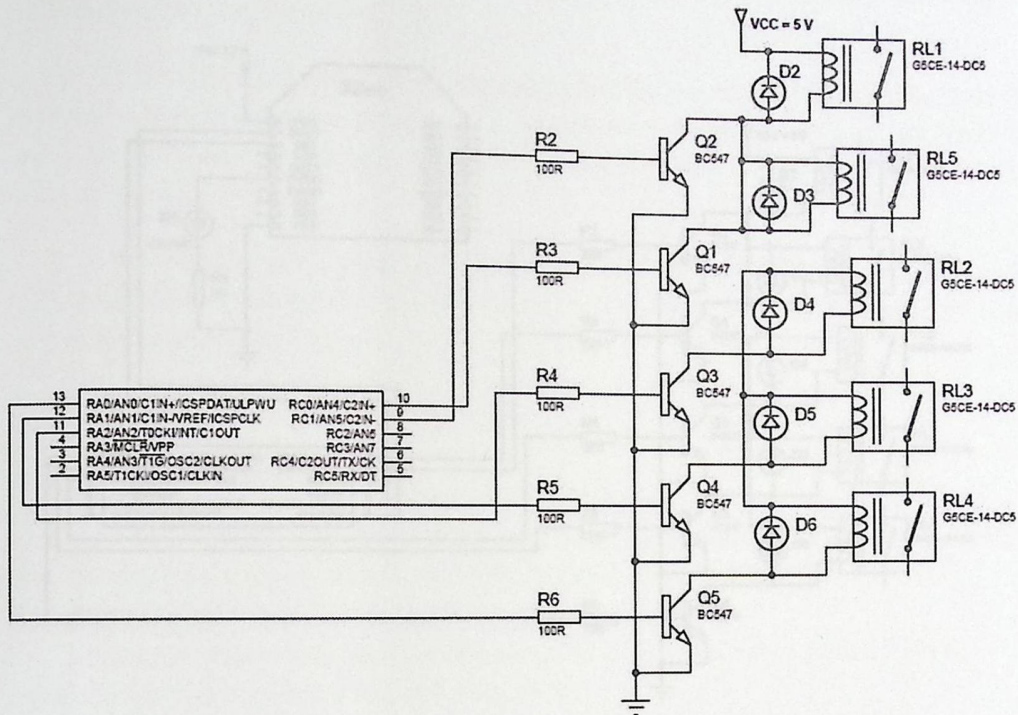 VCC = 5 V
D2
RL1
G5CE-14-DC5
R2
100R
Q2
BC547
D3
RL5
G5CE-14-DC5
R3
100R
Q1
BC547
D4
RL2
G5CE-14-DC5
R4
100R
Q3
BC547
D5
RL3
G5CE-14-DC5
13 RA0/AN0/C1IN+/ICSPDAT/ULPWU RC0/AN4/C2IN+ 10
12 RA1/AN1/C1IN-/VREF/ICSPCLK RC1/AN5/C2IN- 9
11 RA2/AN2/T0CKI/INT/C1OUT RC2/AN6 8
4 RA3/MCLR/VPP RC3/AN7 7
3 RA4/AN3/T1G/OSC2/CLKOUT RC4/C2OUT/TX/CK 6
2 RA5/T1CKI/OSC1/CLKIN RC5/RX/DT 5
R5
100R
Q4
BC547
D6
RL4
G5CE-14-DC5
R6
100R
Q5
BC547